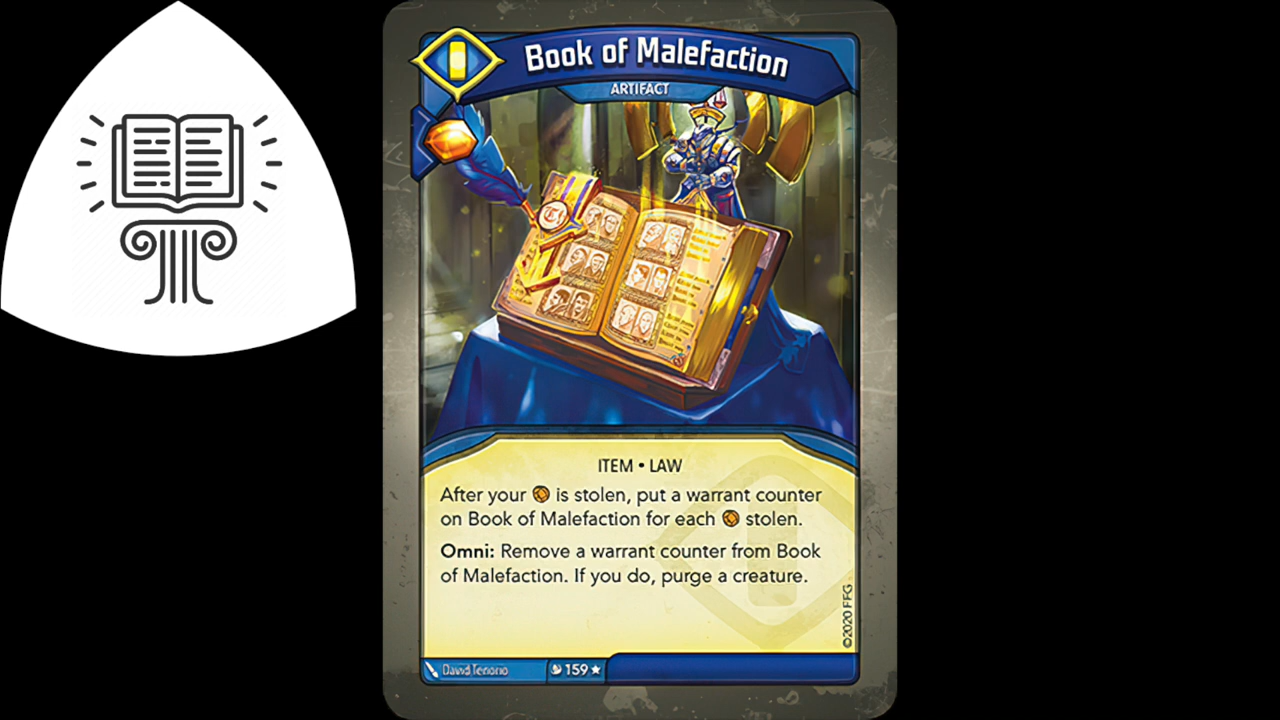 Book of Malefaction
ARTIFACT
ITEM • LAW
After your is stolen, put a warrant counter
on Book of Malefaction for each stolen.
Omni: Remove a warrant counter from Book
of Malefaction. If you do, purge a creature.
©2020 FFG
David Tenorio
159